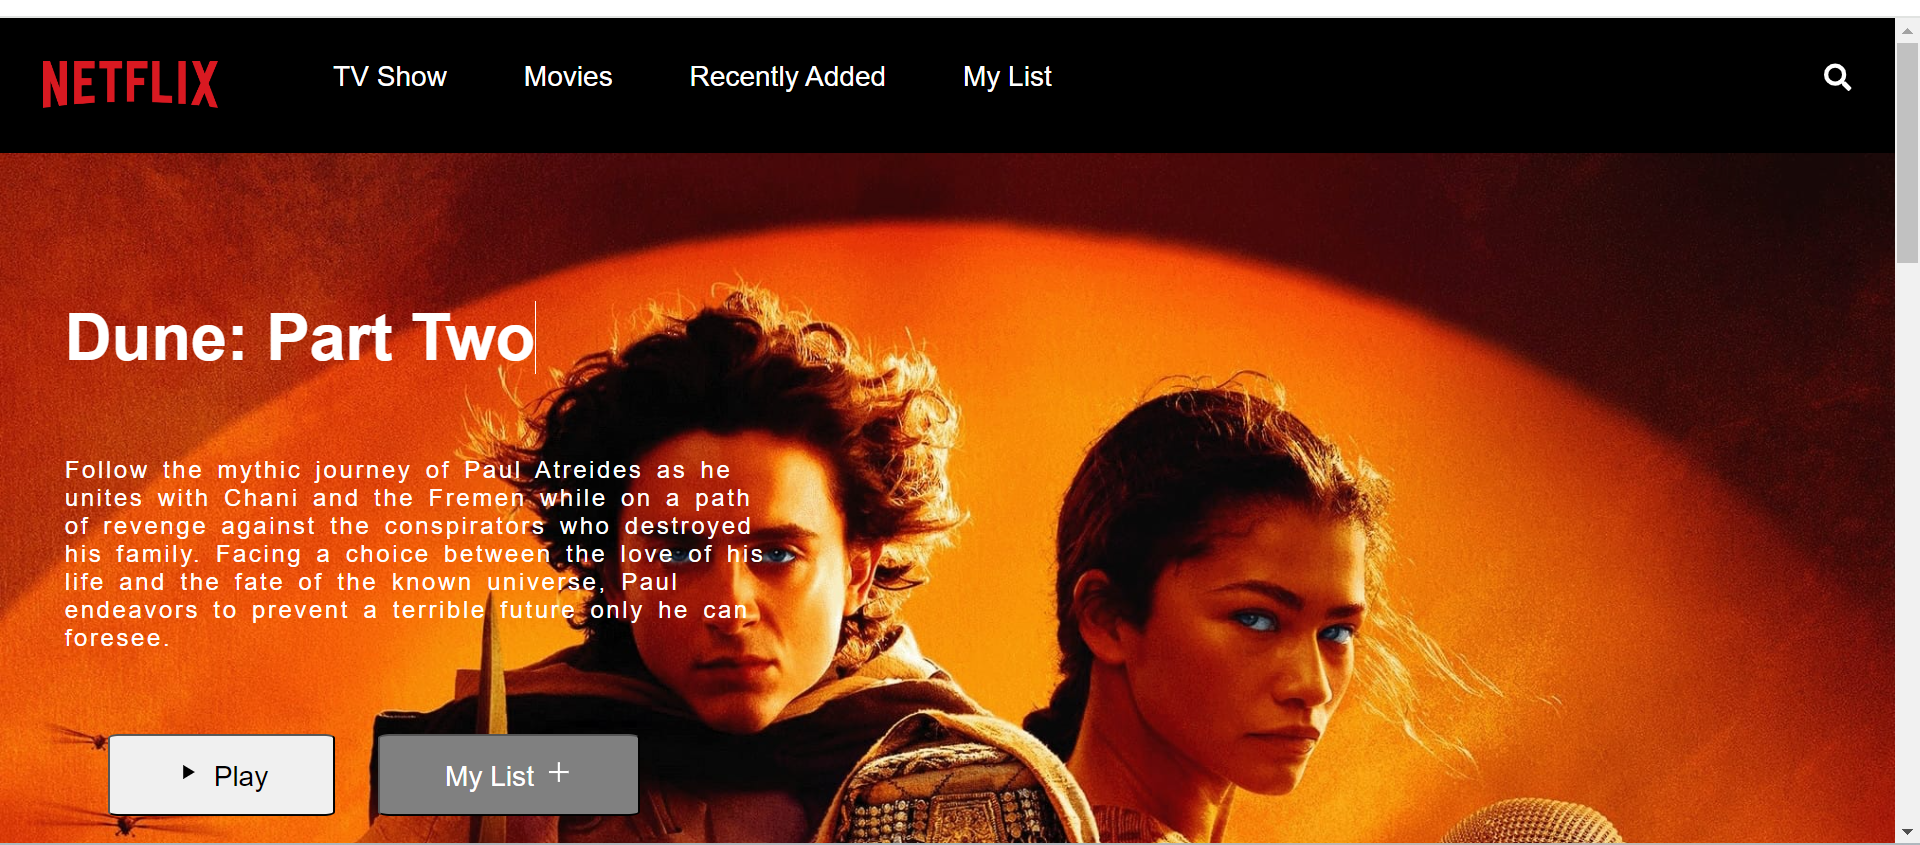 NETFLIX
TV Show
Movies
Recently Added
My List
Dune: Part Two
Follow the mythic journey of Paul Atreides as he
unites with Chani and the Fremen while on a path
of revenge against the conspirators who destroyed
his family. Facing a choice between the love of his
life and the fate of the known universe, Paul
endeavors to prevent a terrible future only he can
foresee.
Play
My List